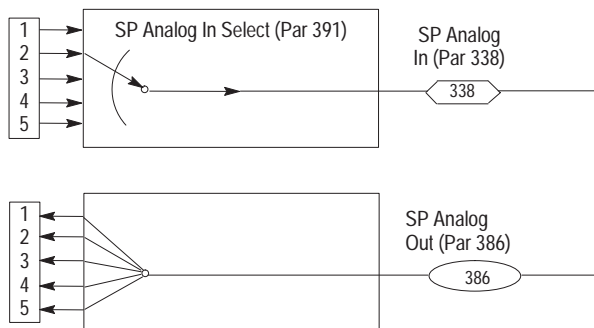 1
2
3
4
5
SP Analog In Select (Par 391)
SP Analog
In (Par 338)
338
1
2
3
4
5
SP Analog
Out (Par 386)
386